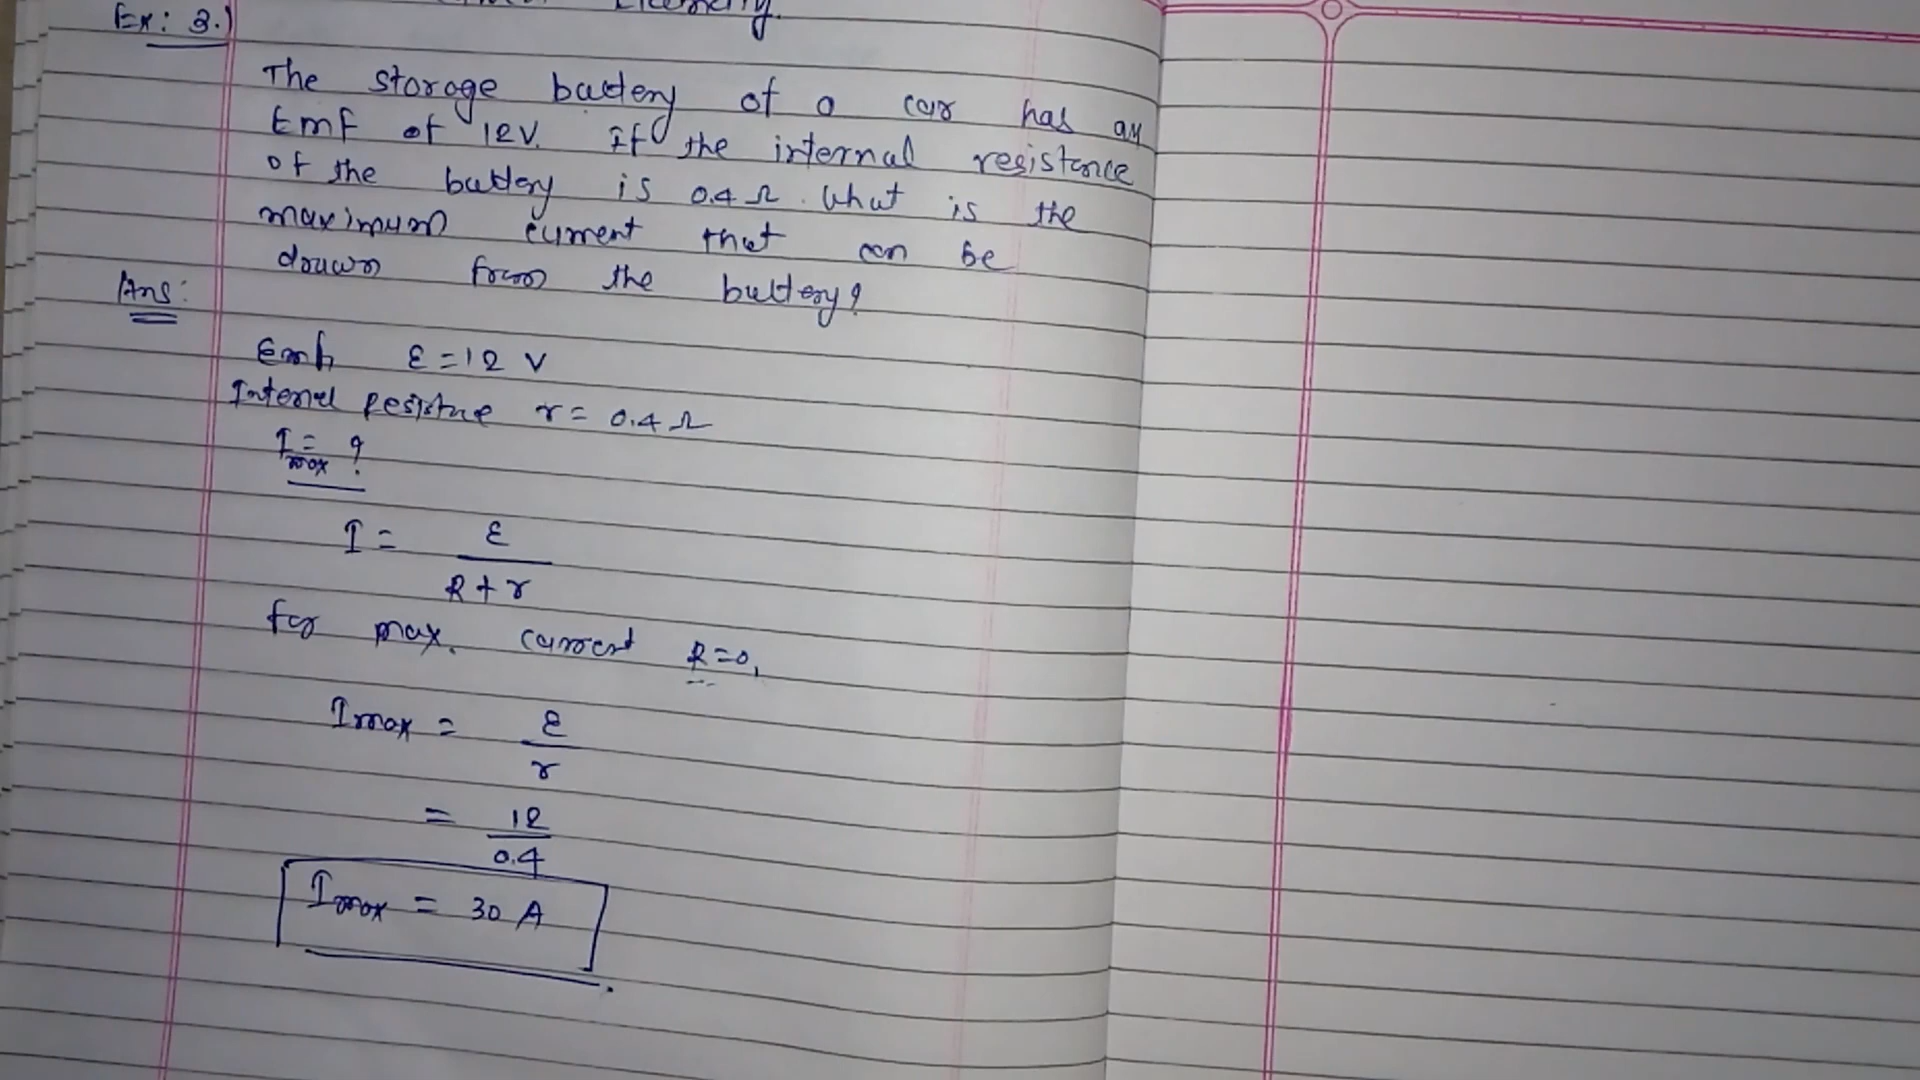 Electricity.
Ex: 3.)
The storage battery of a car has an
Emf of 12V. If the internal resistance
of the battery is 0.4 Ω. What is the
maximum current that can be
drawn from the battery?
Ans:
Emf, ε = 12 V
Internal Resistance r = 0.4 Ω
Imax = ?
I = ε / R + r
for max. current R=0,
Imax = ε / r
= 12 / 0.4
Imax = 30 A